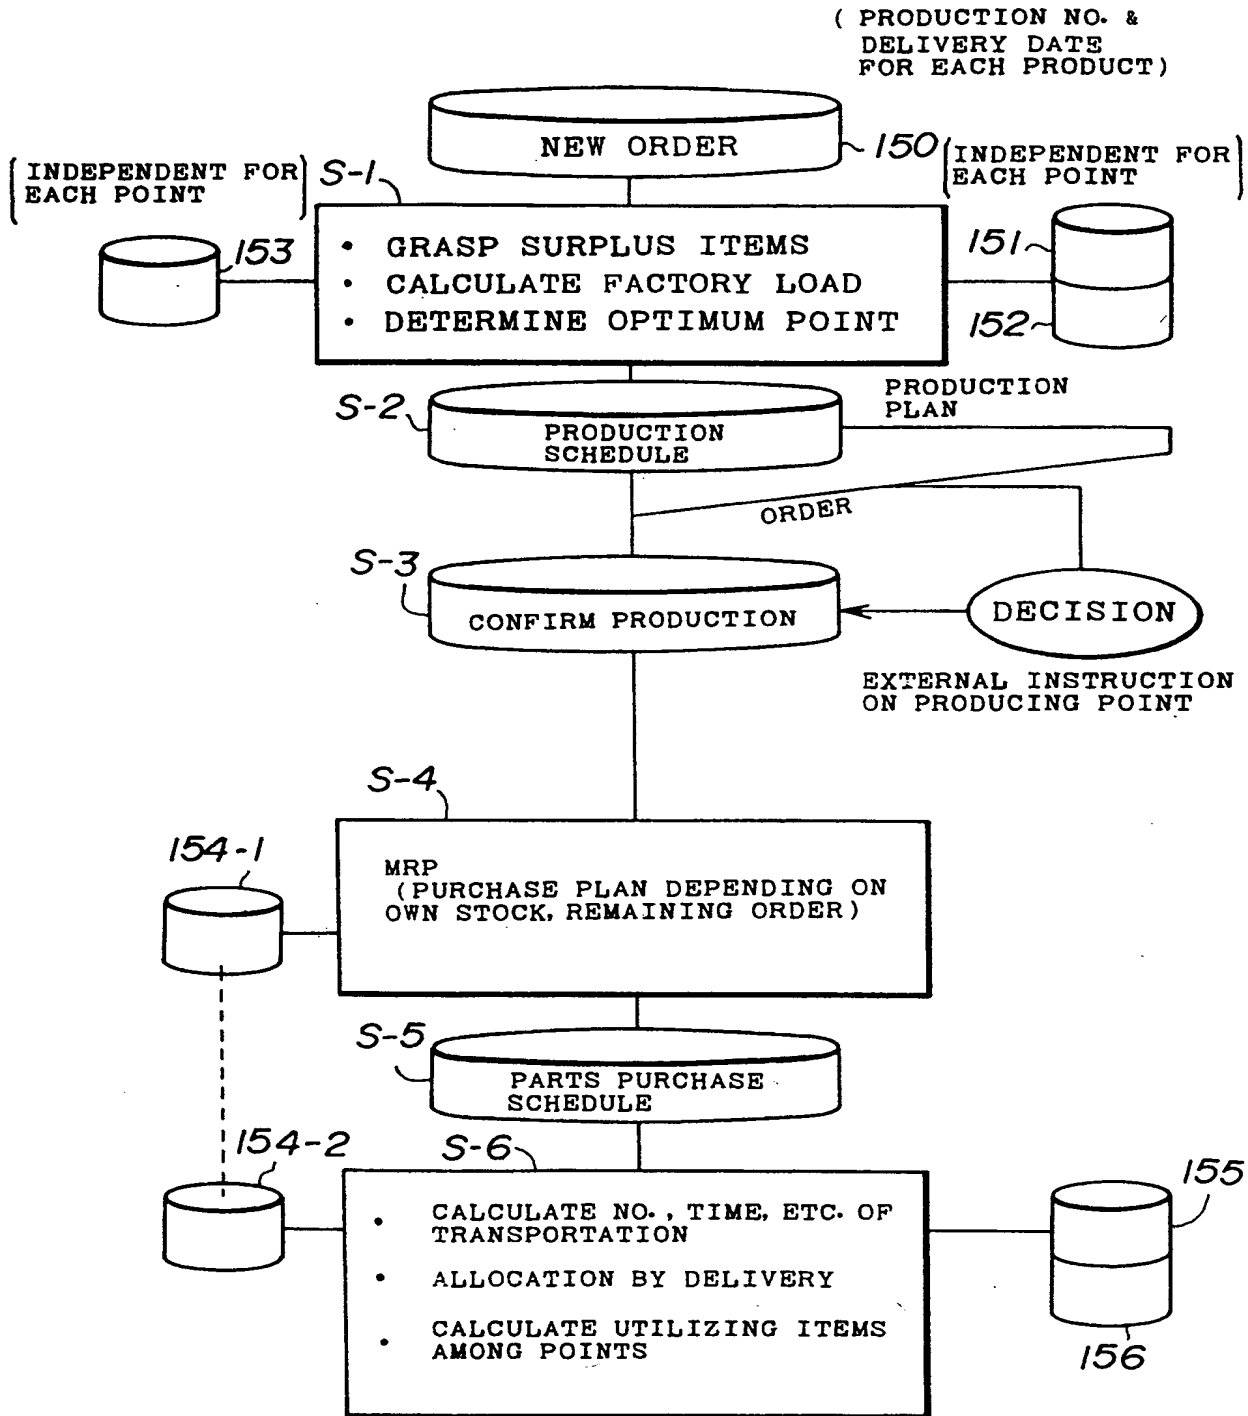 ( PRODUCTION NO. &
DELIVERY DATE
FOR EACH PRODUCT )
NEW ORDER
150
INDEPENDENT FOR
EACH POINT
S-1
INDEPENDENT FOR
EACH POINT
153
• GRASP SURPLUS ITEMS
• CALCULATE FACTORY LOAD
• DETERMINE OPTIMUM POINT
151
152
S-2
PRODUCTION
SCHEDULE
PRODUCTION
PLAN
ORDER
S-3
CONFIRM PRODUCTION
DECISION
EXTERNAL INSTRUCTION
ON PRODUCING POINT
S-4
154-1
MRP
(PURCHASE PLAN DEPENDING ON
OWN STOCK, REMAINING ORDER)
S-5
PARTS PURCHASE
SCHEDULE
154-2
S-6
155
• CALCULATE NO., TIME, ETC. OF
TRANSPORTATION
• ALLOCATION BY DELIVERY
• CALCULATE UTILIZING ITEMS
AMONG POINTS
156